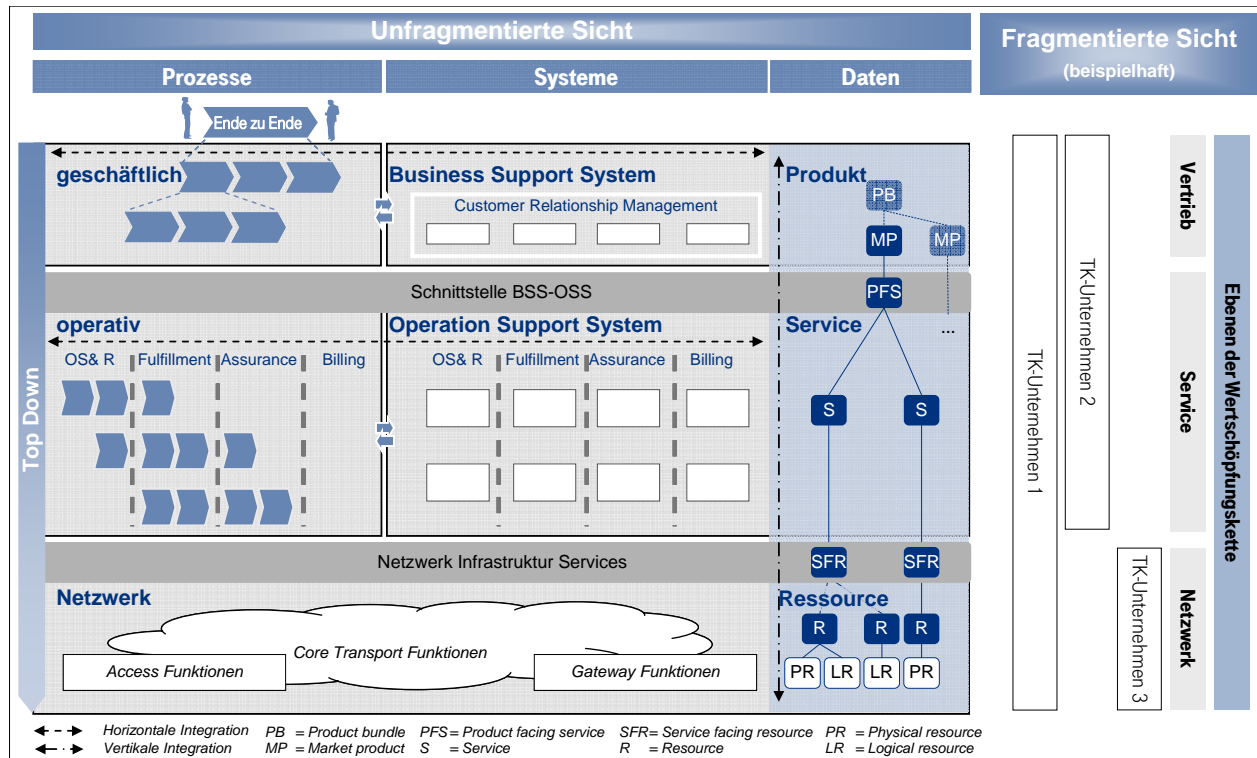 Unfragmentierte Sicht
Fragmentierte Sicht
(beispielhaft)
Prozesse
Systeme
Daten
Ende zu Ende
Top Down
geschäftlich
Business Support System
Customer Relationship Management
Produkt
PB
MP
MP
Schnittstelle BSS-OSS
PFS
operativ
OS& R
Fulfillment
Assurance
Billing
Operation Support System
OS& R
Fulfillment
Assurance
Billing
Service
...
S
S
Netzwerk Infrastruktur Services
SFR
SFR
Netzwerk
Core Transport Funktionen
Access Funktionen
Gateway Funktionen
Ressource
R
R
R
PR
LR
LR
PR
TK-Unternehmen 1
TK-Unternehmen 2
TK-Unternehmen 3
Vertrieb
Service
Netzwerk
Ebenen der Wertschöpfungskette
Horizontale Integration
Vertikale Integration
PB = Product bundle
MP = Market product
PFS = Product facing service
S = Service
SFR = Service facing resource
R = Resource
PR = Physical resource
LR = Logical resource